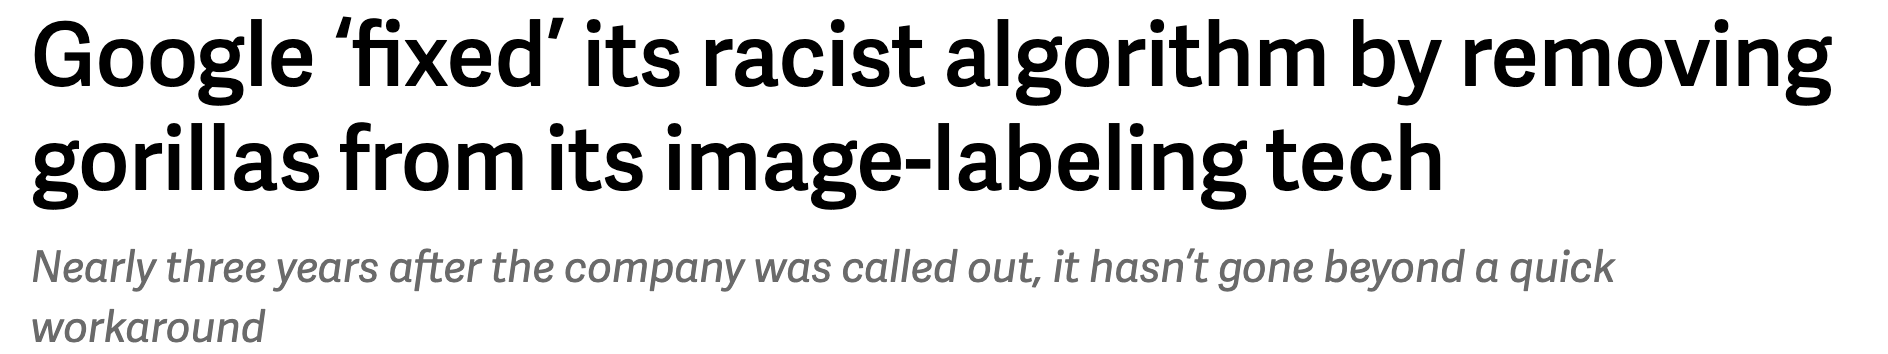 Google ‘fixed’ its racist algorithm by removing
gorillas from its image-labeling tech
Nearly three years after the company was called out, it hasn’t gone beyond a quick
workaround